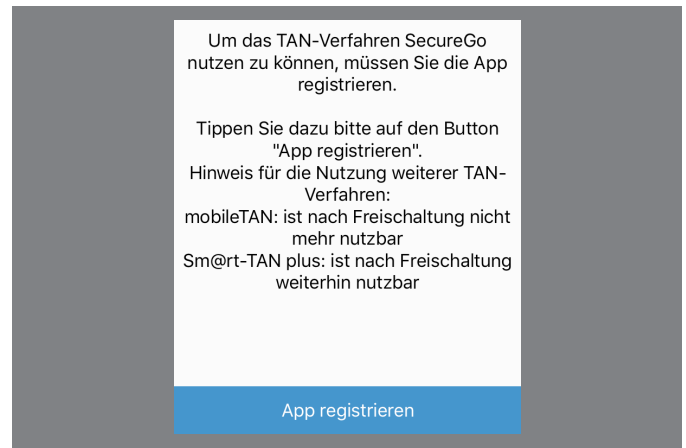 Um das TAN-Verfahren SecureGo
nutzen zu können, müssen Sie die App
registrieren.
Tippen Sie dazu bitte auf den Button
"App registrieren".
Hinweis für die Nutzung weiterer TAN-
Verfahren:
mobileTAN: ist nach Freischaltung nicht
mehr nutzbar
Sm@rt-TAN plus: ist nach Freischaltung
weiterhin nutzbar
App registrieren